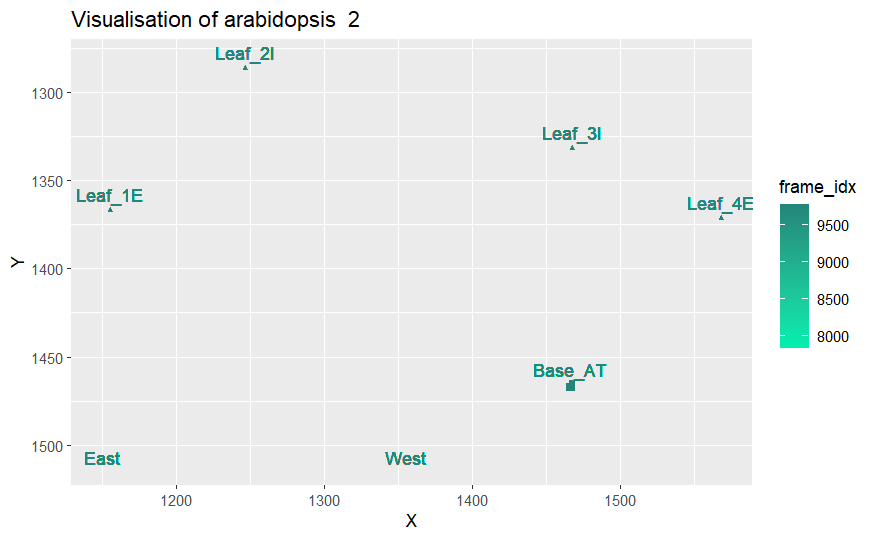 Visualisation of arabidopsis  2
Leaf_2I
1300
Leaf_3I
1350
Leaf_1E
Leaf_4E
1400
Y
1450
Base_AT
1500
East
West
1200
1300
1400
1500
X
frame_idx
9500
9000
8500
8000